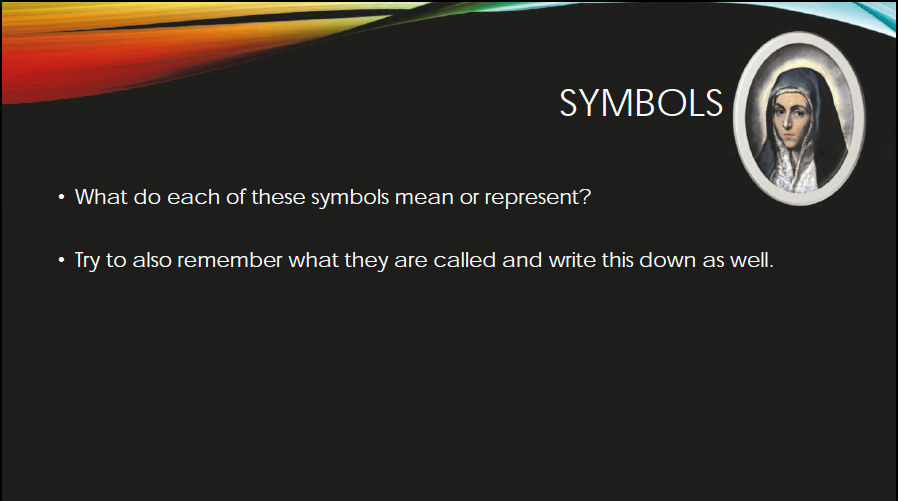 SYMBOLS
• What do each of these symbols mean or represent?
• Try to also remember what they are called and write this down as well.